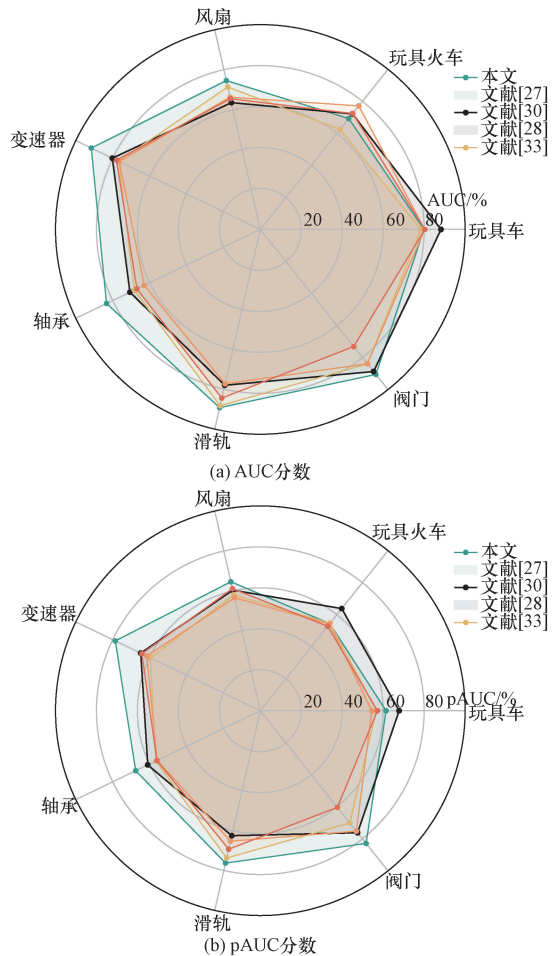 风扇
玩具火车
本文
文献[27]
文献[30]
文献[28]
文献[33]
变速器
AUC/%
20 40 60 80
玩具车
轴承
阀门
滑轨
(a) AUC分数
风扇
玩具火车
本文
文献[27]
文献[30]
文献[28]
文献[33]
变速器
20 40 60 80 pAUC/%
玩具车
轴承
阀门
滑轨
(b) pAUC分数